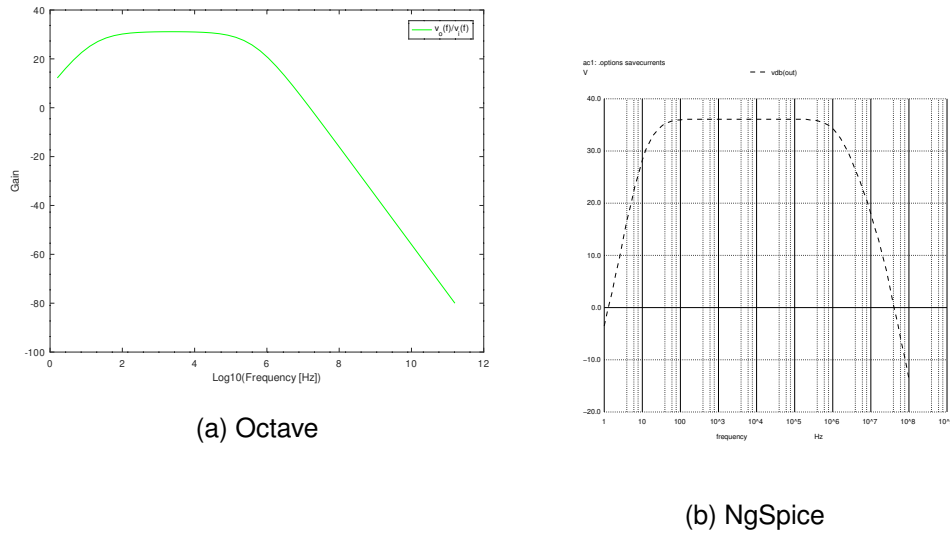 40
20
0
-20
-40
-60
-80
-100
0 2 4 6 8 10 12
Gain
Log10(Frequency [Hz])
v_o(f)/v_i(f)
(a) Octave
ac1: .options savecurrents
V
vdb(out)
40.0
30.0
20.0
10.0
0.0
-10.0
-20.0
1 10 100 10^3 10^4 10^5 10^6 10^7 10^8 10^
frequency Hz
(b) NgSpice